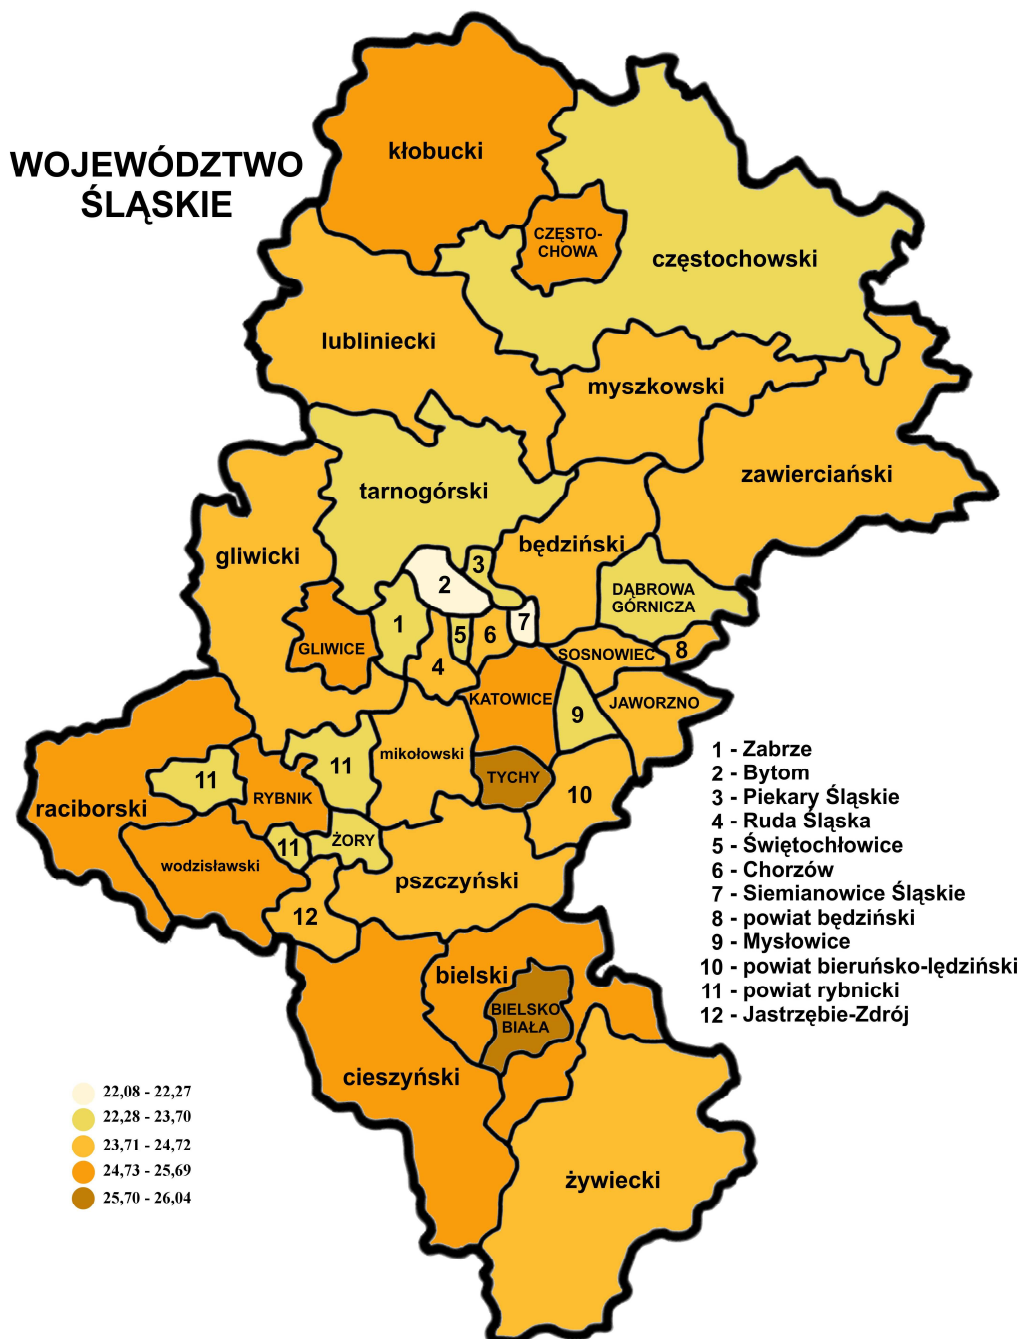 WOJEWÓDZTWO
ŚLĄSKIE
kłobucki
CZĘSTO-
CHOWA
częstochowski
lubliniecki
myszkowski
zawierciański
tarnogórski
gliwicki
będziński
3
2
DĄBROWA
GÓRNICZA
1
7
5
6
GLIWICE
4
SOSNOWIEC
8
KATOWICE
9
JAWORZNO
mikołowski
11
11
TYCHY
10
raciborski
RYBNIK
11
ŻORY
wodzisławski
pszczyński
12
bielski
BIELSKO
BIAŁA
cieszyński
żywiecki
1 - Zabrze
2 - Bytom
3 - Piekary Śląskie
4 - Ruda Śląska
5 - Świętochłowice
6 - Chorzów
7 - Siemianowice Śląskie
8 - powiat będziński
9 - Mysłowice
10 - powiat bieruńsko-lędziński
11 - powiat rybnicki
12 - Jastrzębie-Zdrój
22,08 - 22,27
22,28 - 23,70
23,71 - 24,72
24,73 - 25,69
25,70 - 26,04